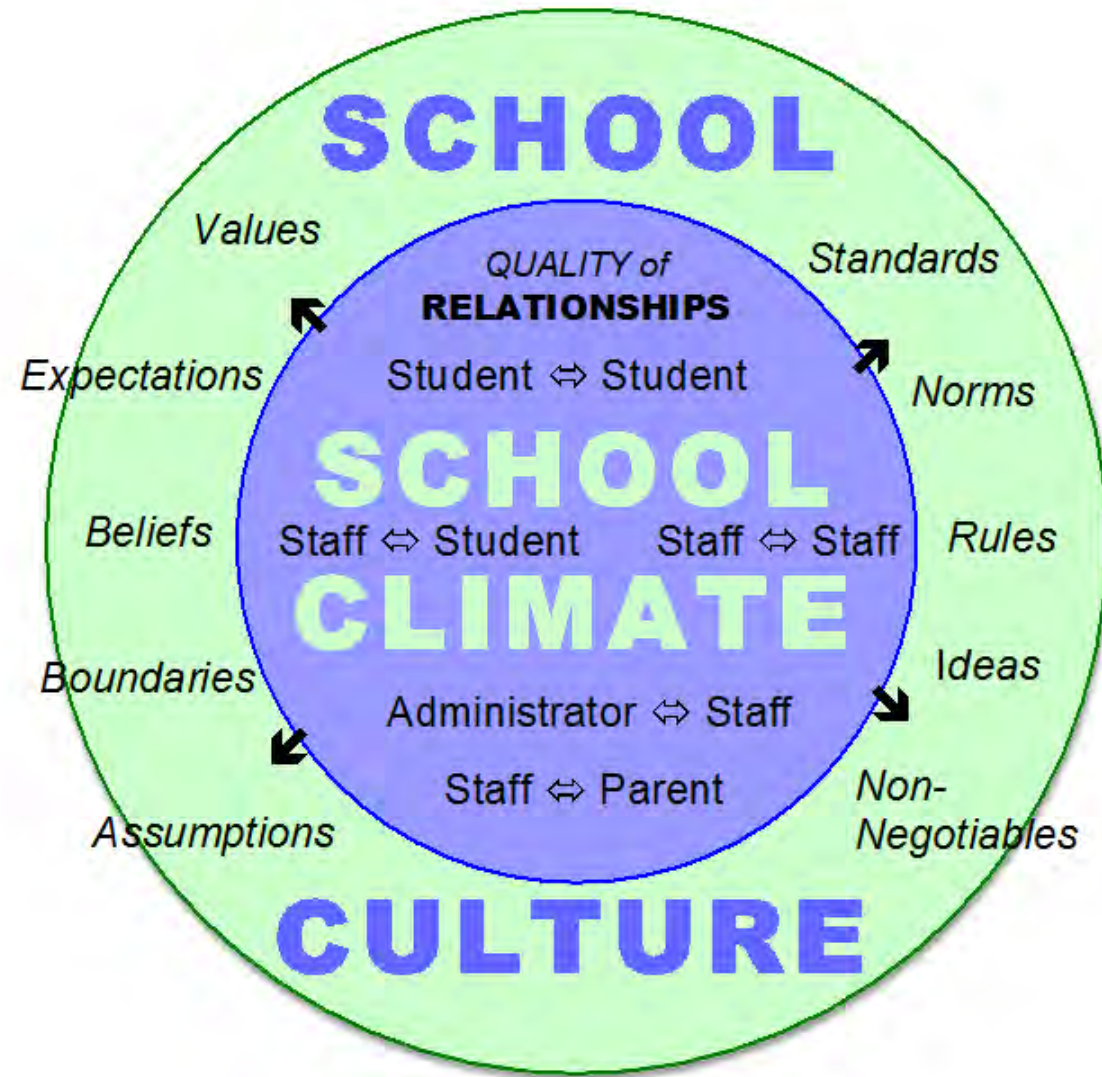 SCHOOL
Values
Standards
QUALITY of
RELATIONSHIPS
Expectations
Student ⬄ Student
Norms
SCHOOL
Beliefs
Staff ⬄ Student
Staff ⬄ Staff
Rules
CLIMATE
Boundaries
Ideas
Administrator ⬄ Staff
Staff ⬄ Parent
Assumptions
Non-
Negotiables
CULTURE